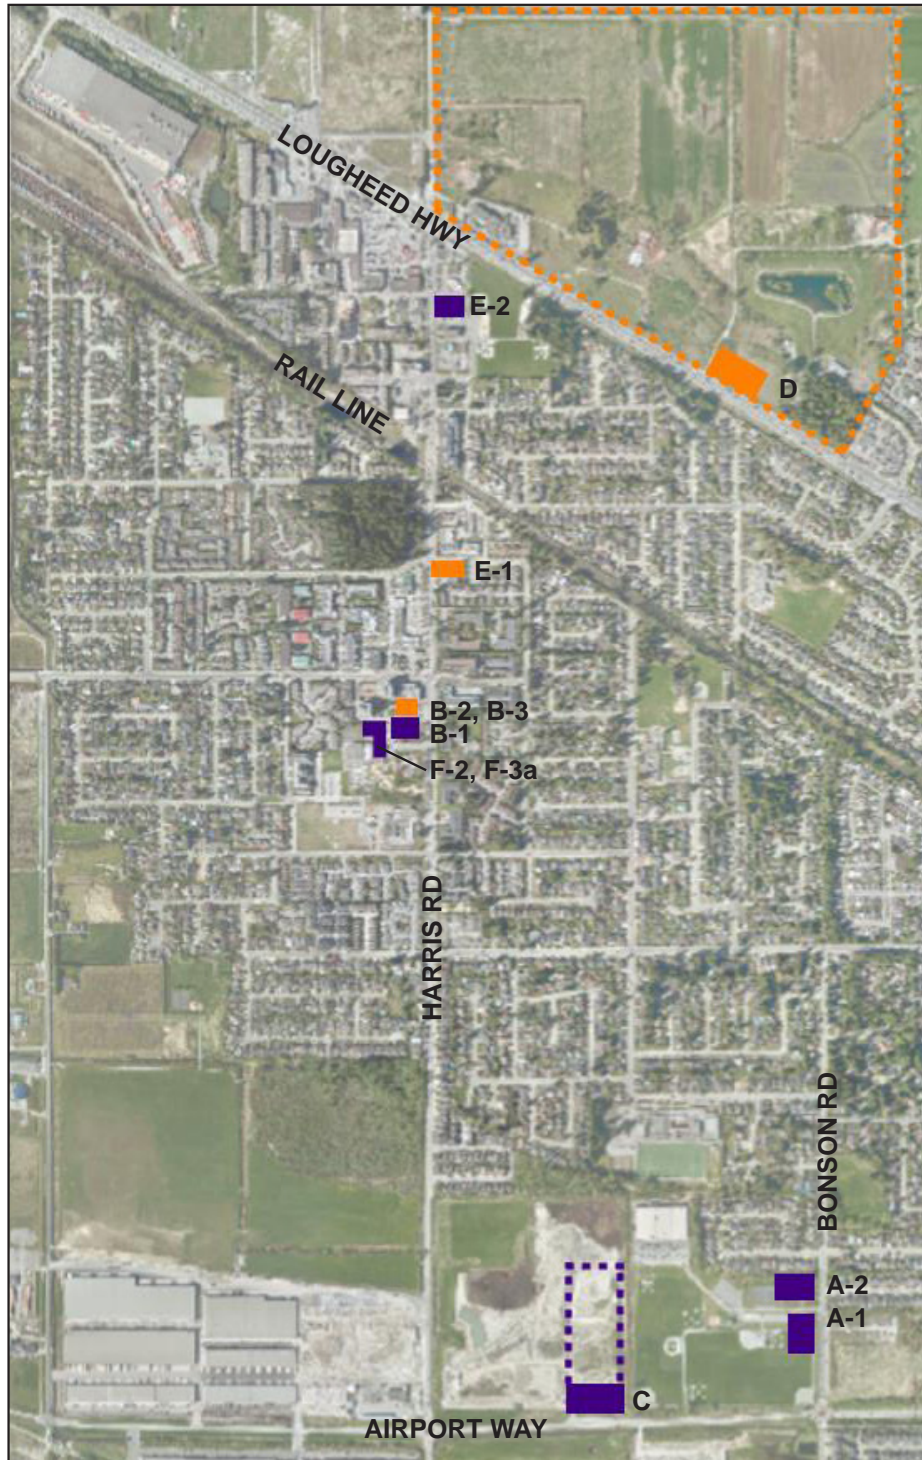 LOUGHEED HWY
E-2
RAIL LINE
D
E-1
B-2, B-3
B-1
F-2, F-3a
HARRIS RD
BONSON RD
A-2
A-1
C
AIRPORT WAY